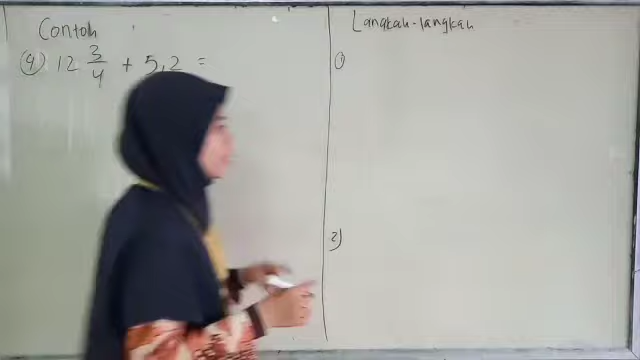 Contoh
4) 12 3/4 + 5,2 =
Langkah-langkah
1)
2)